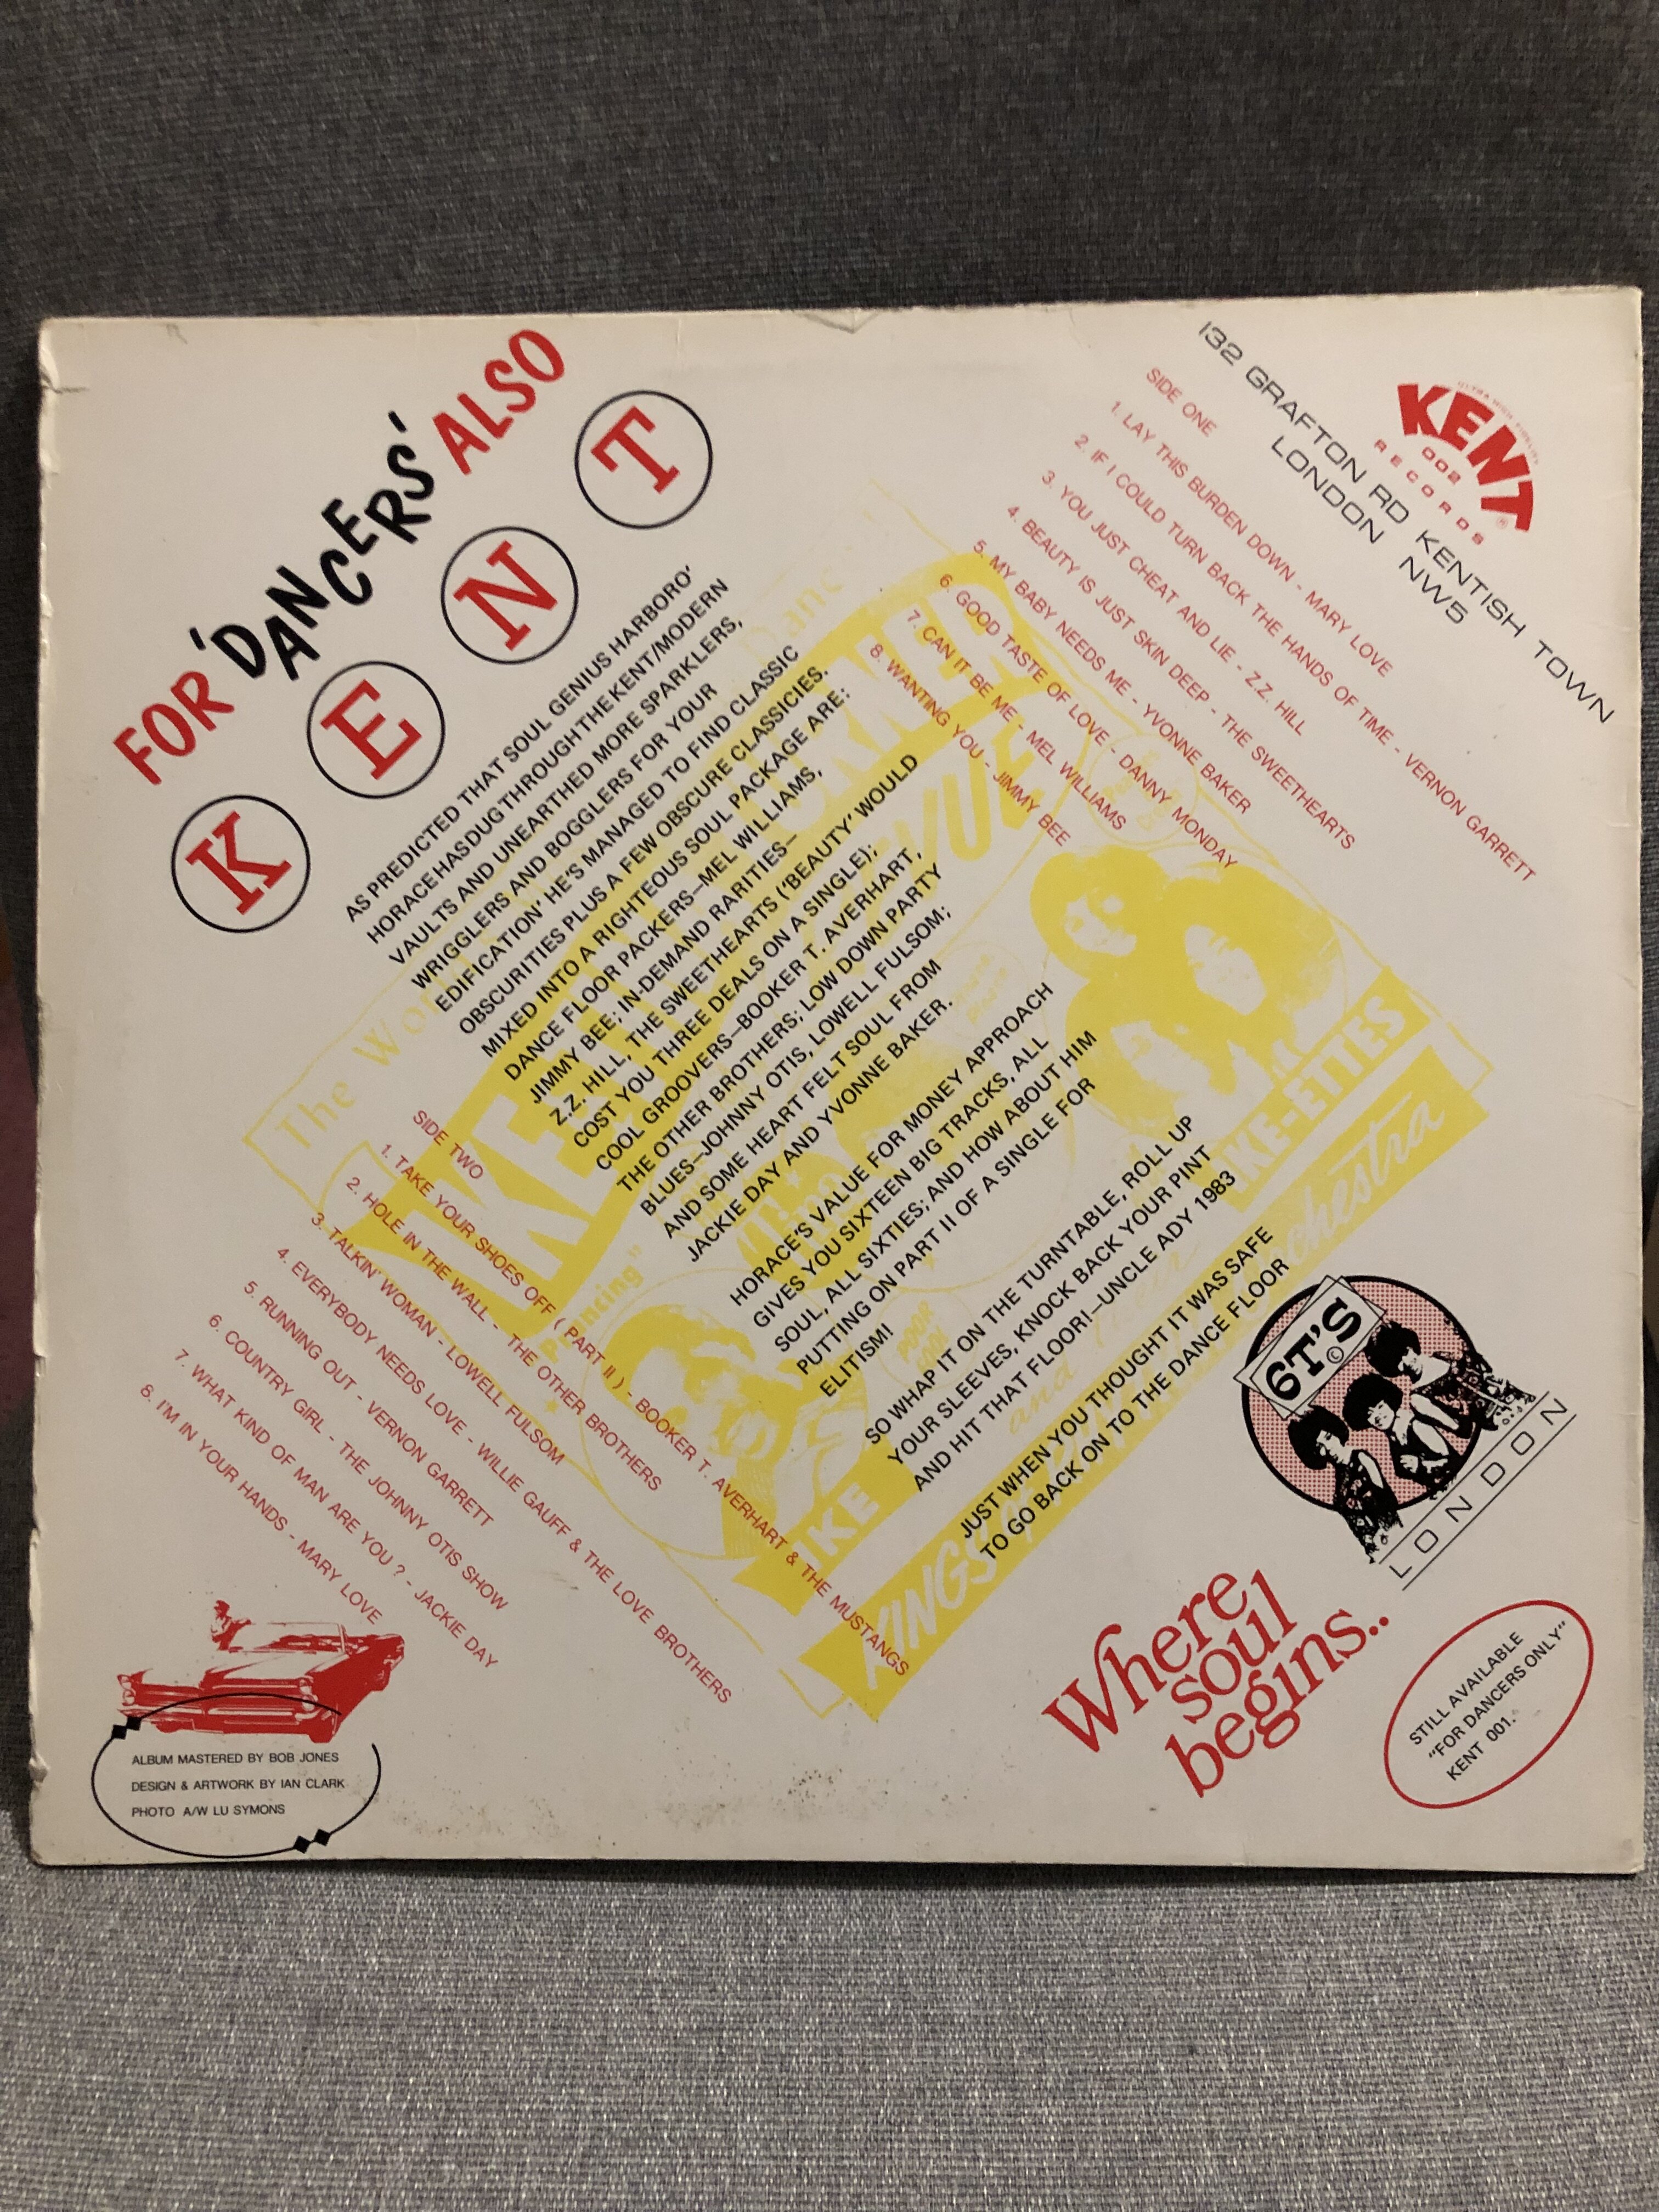 FOR 'DANCERS' ALSO
K E N T
132 GRAFTON RD KENTISH TOWN
LONDON NW5
KENT
002
RECORDS
SIDE ONE
1. LAY THIS BURDEN DOWN - MARY LOVE
2. IF I COULD TURN BACK THE HANDS OF TIME - VERNON GARRETT
3. YOU JUST CHEAT AND LIE - Z.Z. HILL
4. BEAUTY IS JUST SKIN DEEP - THE SWEETHEARTS
5. MY BABY NEEDS ME - YVONNE BAKER
6. GOOD TASTE OF LOVE - DANNY MONDAY
7. CAN IT BE ME - MEL WILLIAMS
8. WANTING YOU - JIMMY BEE
AS PREDICTED THAT SOUL GENIUS HARBORO'
HORACE HAS DUG THROUGH THE KENT/MODERN
VAULTS AND UNEARTHED MORE SPARKLERS,
WRIGGLERS AND BOGGLERS FOR YOUR
EDIFICATION' HE'S MANAGED TO FIND CLASSIC
OBSCURITIES PLUS A FEW OBSCURE CLASSICIES.
MIXED INTO A RIGHTEOUS SOUL PACKAGE ARE;
DANCE FLOOR PACKERS—MEL WILLIAMS,
JIMMY BEE; IN-DEMAND RARITIES—
Z.Z. HILL, THE SWEETHEARTS ('BEAUTY' WOULD
COST YOU THREE DEALS ON A SINGLE);
COOL GROOVERS—BOOKER T. AVERHART,
THE OTHER BROTHERS; LOW DOWN PARTY
BLUES—JOHNNY OTIS, LOWELL FULSOM;
AND SOME HEART FELT SOUL FROM
JACKIE DAY AND YVONNE BAKER.
HORACE'S VALUE FOR MONEY APPROACH
GIVES YOU SIXTEEN BIG TRACKS, ALL
SOUL, ALL SIXTIES; AND HOW ABOUT HIM
PUTTING ON PART II OF A SINGLE FOR
ELITISM!
SO WHAP IT ON THE TURNTABLE, ROLL UP
YOUR SLEEVES, KNOCK BACK YOUR PINT
AND HIT THAT FLOOR!—UNCLE ADY 1983
JUST WHEN YOU THOUGHT IT WAS SAFE
TO GO BACK ON TO THE DANCE FLOOR
SIDE TWO
1. TAKE YOUR SHOES OFF ( PART II ) - BOOKER T. AVERHART & THE MUSTANGS
2. HOLE IN THE WALL - THE OTHER BROTHERS
3. TALKIN' WOMAN - LOWELL FULSOM
4. EVERYBODY NEEDS LOVE - WILLIE GAUFF & THE LOVE BROTHERS
5. RUNNING OUT - VERNON GARRETT
6. COUNTRY GIRL - THE JOHNNY OTIS SHOW
7. WHAT KIND OF MAN ARE YOU ? - JACKIE DAY
8. I'M IN YOUR HANDS - MARY LOVE
REVUE
IKE-ETTES
IKE
KINGS
and
Orchestra
6T'S
©
LONDON
Where
soul
begins..
STILL AVAILABLE
"FOR DANCERS ONLY"
KENT 001.
ALBUM MASTERED BY BOB JONES
DESIGN & ARTWORK BY IAN CLARK
PHOTO A/W LU SYMONS